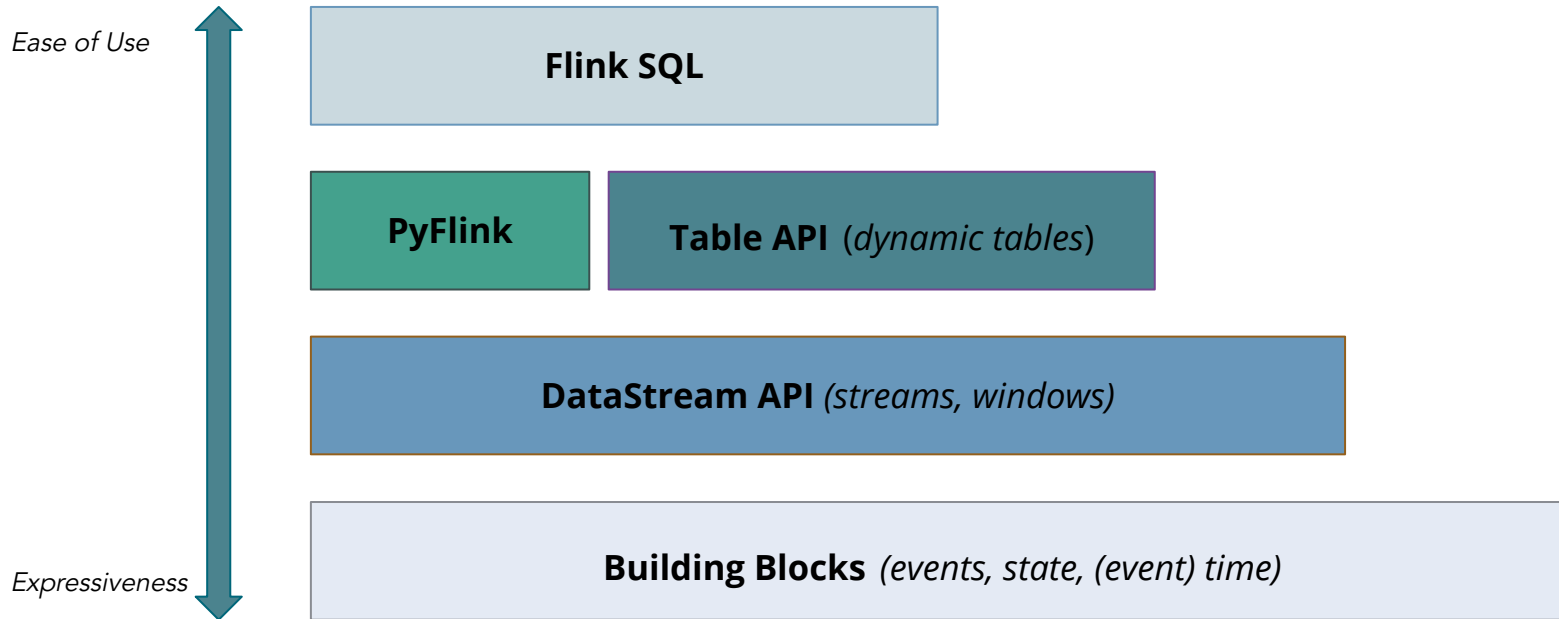 Ease of Use
Flink SQL
PyFlink
Table API (dynamic tables)
DataStream API (streams, windows)
Building Blocks (events, state, (event) time)
Expressiveness